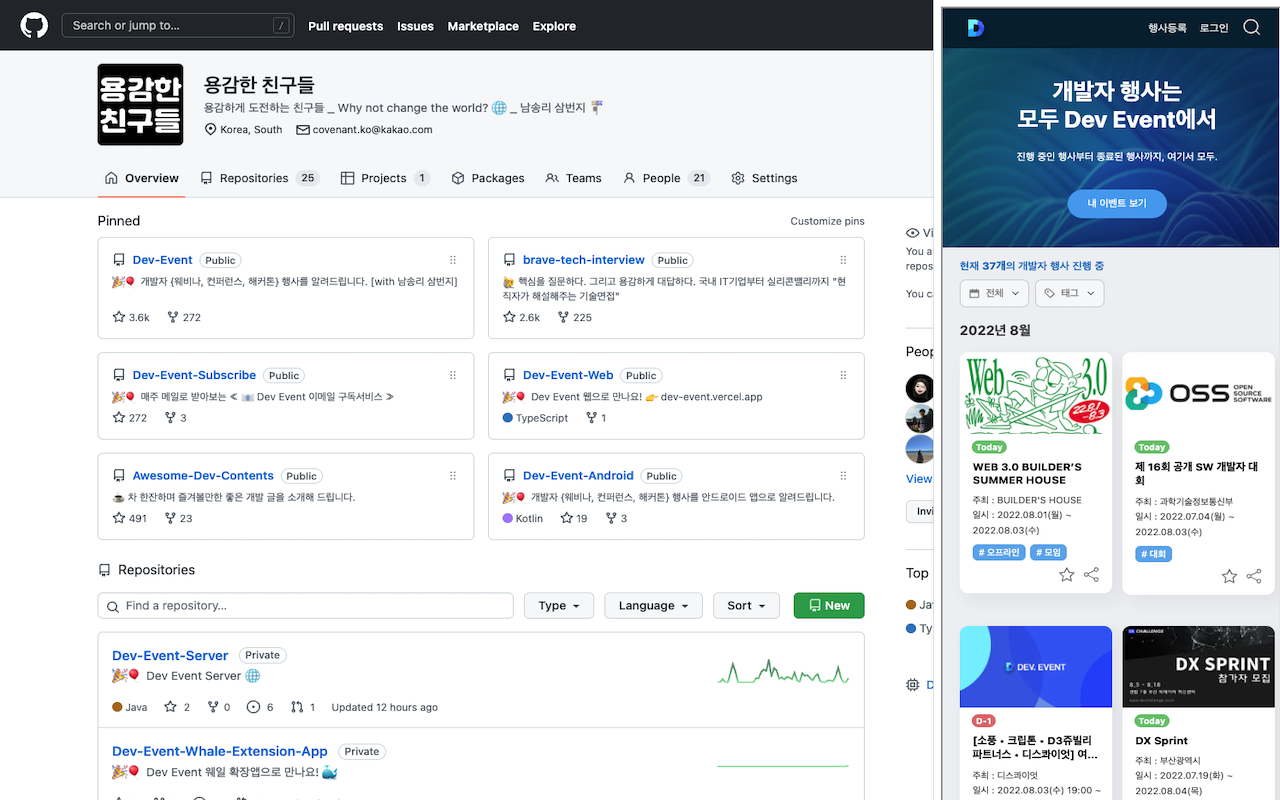 Search or jump to...
/
Pull requests
Issues
Marketplace
Explore
용감한
친구들
용감한 친구들
용감하게 도전하는 친구들 _ Why not change the world? 🌐 _ 남송리 삼번지
Korea, South
covenant.ko@kakao.com
Overview
Repositories 25
Projects 1
Packages
Teams
People 21
Settings
Pinned
Customize pins
Dev-Event Public
개발자 {웨비나, 컨퍼런스, 해커톤} 행사를 알려드립니다. [with 남송리 삼번지]
3.6k 272
brave-tech-interview Public
핵심을 질문하다. 그리고 용감하게 대답하다. 국내 IT기업부터 실리콘밸리까지 "현
직자가 해설해주는 기술면접"
2.6k 225
Dev-Event-Subscribe Public
매주 메일로 받아보는 ≪ Dev Event 이메일 구독서비스 ≫
272 3
Dev-Event-Web Public
Dev Event 웹으로 만나요! 👉 dev-event.vercel.app
TypeScript 1
Awesome-Dev-Contents Public
차 한잔하며 즐겨볼만한 좋은 개발 글을 소개해 드립니다.
491 23
Dev-Event-Android Public
개발자 {웨비나, 컨퍼런스, 해커톤} 행사를 안드로이드 앱으로 알려드립니다.
Kotlin 19 3
Repositories
Find a repository...
Type
Language
Sort
New
Dev-Event-Server Private
Dev Event Server 🌐
Java 2 0 6 1 Updated 12 hours ago
Dev-Event-Whale-Extension-App Private
Dev Event 웨일 확장앱으로 만나요! 🐳
You a
repos
You c
View
Top
행사등록
로그인
개발자 행사는
모두 Dev Event에서
진행 중인 행사부터 종료된 행사까지, 여기서 모두.
내 이벤트 보기
현재 37개의 개발자 행사 진행 중
전체
태그
2022년 8월
Web 3.0
22.8.1
-8.3
Today
WEB 3.0 BUILDER'S
SUMMER HOUSE
주최 : BUILDER'S HOUSE
일시 : 2022.08.01(월) ~
2022.08.03(수)
# 오프라인
# 모임
OSS OPEN
SOURCE
SOFTWARE
Today
제 16회 공개 SW 개발자 대
회
주최 : 과학기술정보통신부
일시 : 2022.07.04(월) ~
2022.08.03(수)
# 대회
DEV. EVENT
D-1
[소풍 • 크립톤 • D3쥬빌리
파트너스 • 디스콰이엇] 여...
주최 : 디스콰이엇
일시 : 2022.08.03(수) 19:00 ~
DX CHALLENGE
DX SPRINT
참가자 모집
8.3 - 8.18
Today
DX Sprint
주최 : 부산광역시
일시 : 2022.07.19(화) ~
2022.08.04(목)